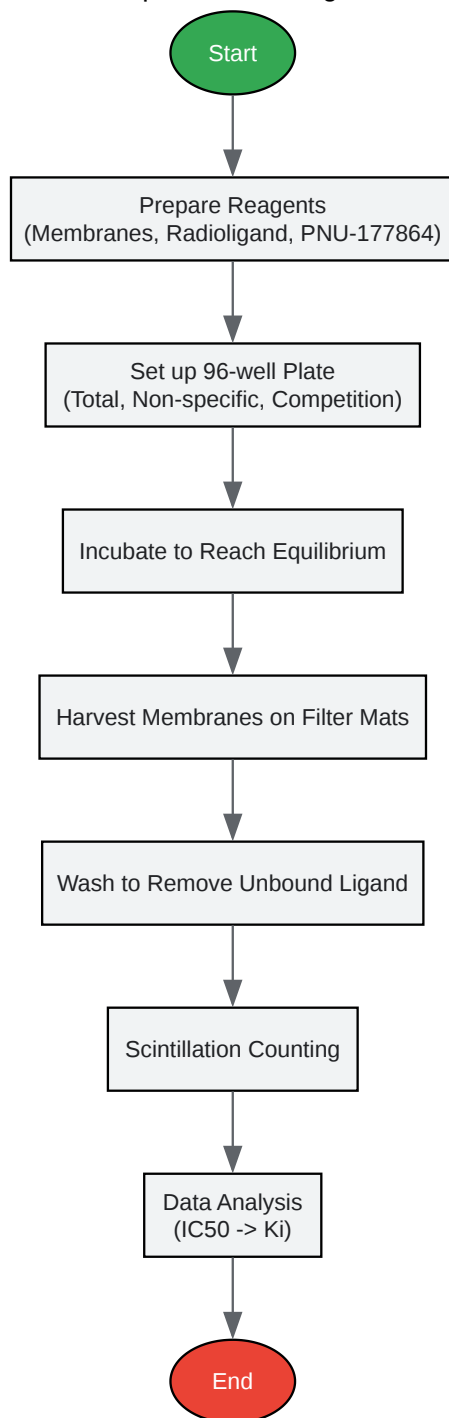 Start
Prepare Reagents
(Membranes, Radioligand, PNU-177864)
Set up 96-well Plate
(Total, Non-specific, Competition)
Incubate to Reach Equilibrium
Harvest Membranes on Filter Mats
Wash to Remove Unbound Ligand
Scintillation Counting
Data Analysis
(IC50 -> Ki)
End